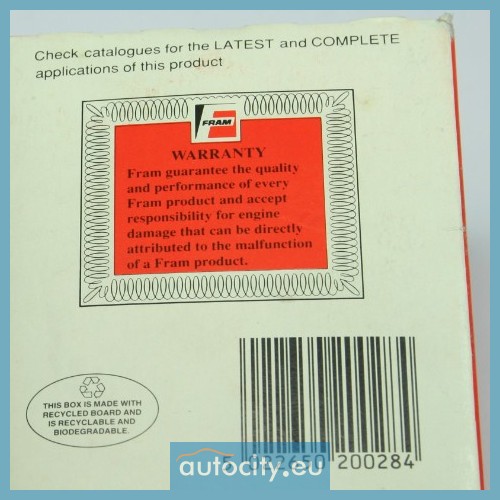 Check catalogues for the LATEST and COMPLETE
applications of this product
FRAM
WARRANTY
Fram guarantee the quality
and performance of every
Fram product and accept
responsibility for engine
damage that can be directly
attributed to the malfunction
of a Fram product.
THIS BOX IS MADE WITH
RECYCLED BOARD AND
IS RECYCLABLE AND
BIODEGRADABLE.
5 022650 200284
autocity.eu